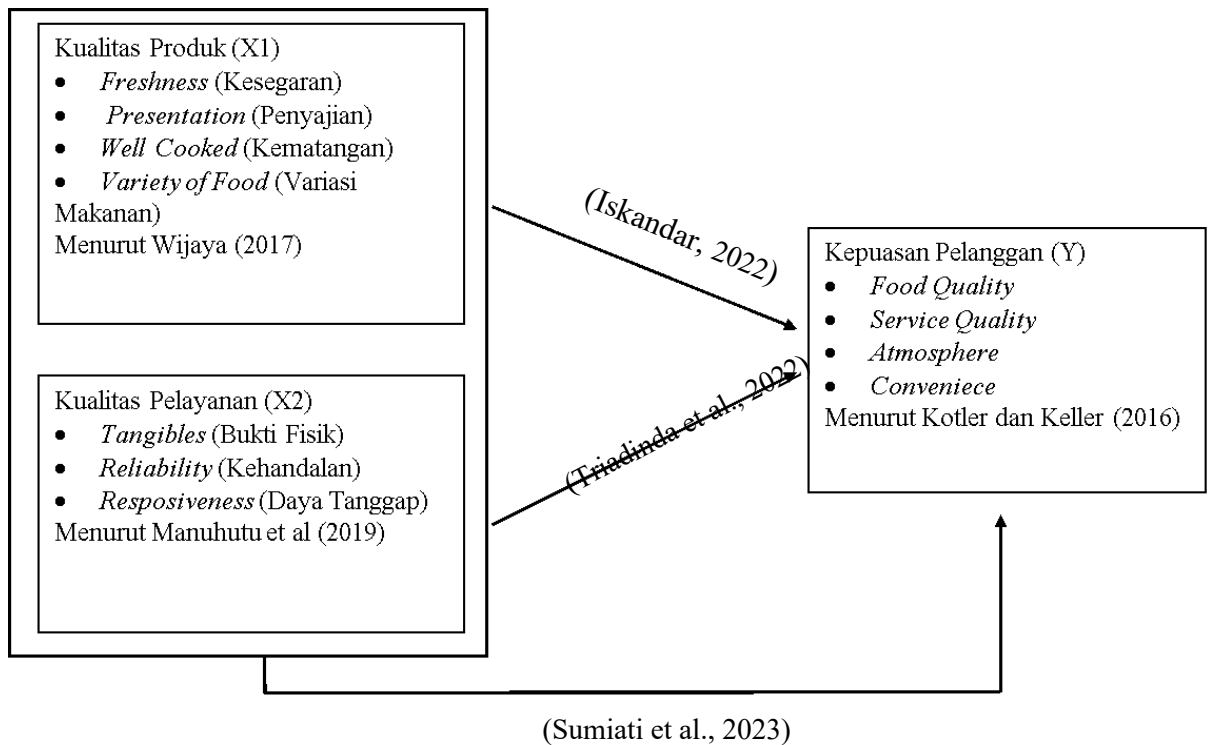 Kualitas Produk (X1)
• Freshness (Kesegaran)
• Presentation (Penyajian)
• Well Cooked (Kematangan)
• Variety of Food (Variasi
Makanan)
Menurut Wijaya (2017)
Kualitas Pelayanan (X2)
• Tangibles (Bukti Fisik)
• Reliability (Kehandalan)
• Resposiveness (Daya Tanggap)
Menurut Manuhutu et al (2019)
(Iskandar, 2022)
(Triadinda et al., 2022)
Kepuasan Pelanggan (Y)
• Food Quality
• Service Quality
• Atmosphere
• Conveniece
Menurut Kotler dan Keller (2016)
(Sumiati et al., 2023)